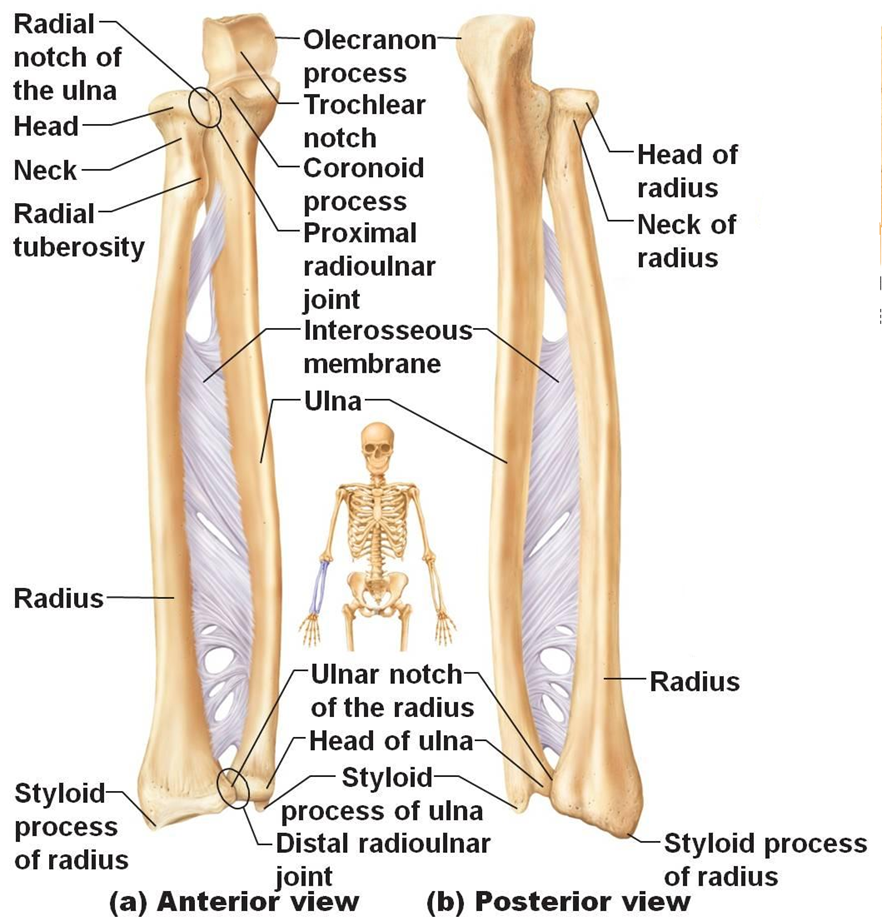 Radial
notch of
the ulna
Head
Neck
Radial
tuberosity
Olecranon
process
Trochlear
notch
Coronoid
process
Proximal
radioulnar
joint
Interosseous
membrane
Ulna
Head of
radius
Neck of
radius
Radius
Ulnar notch
of the radius
Head of ulna
Styloid
process of ulna
Distal radioulnar
joint
Styloid
process
of radius
Radius
Styloid process
of radius
(a) Anterior view
(b) Posterior view